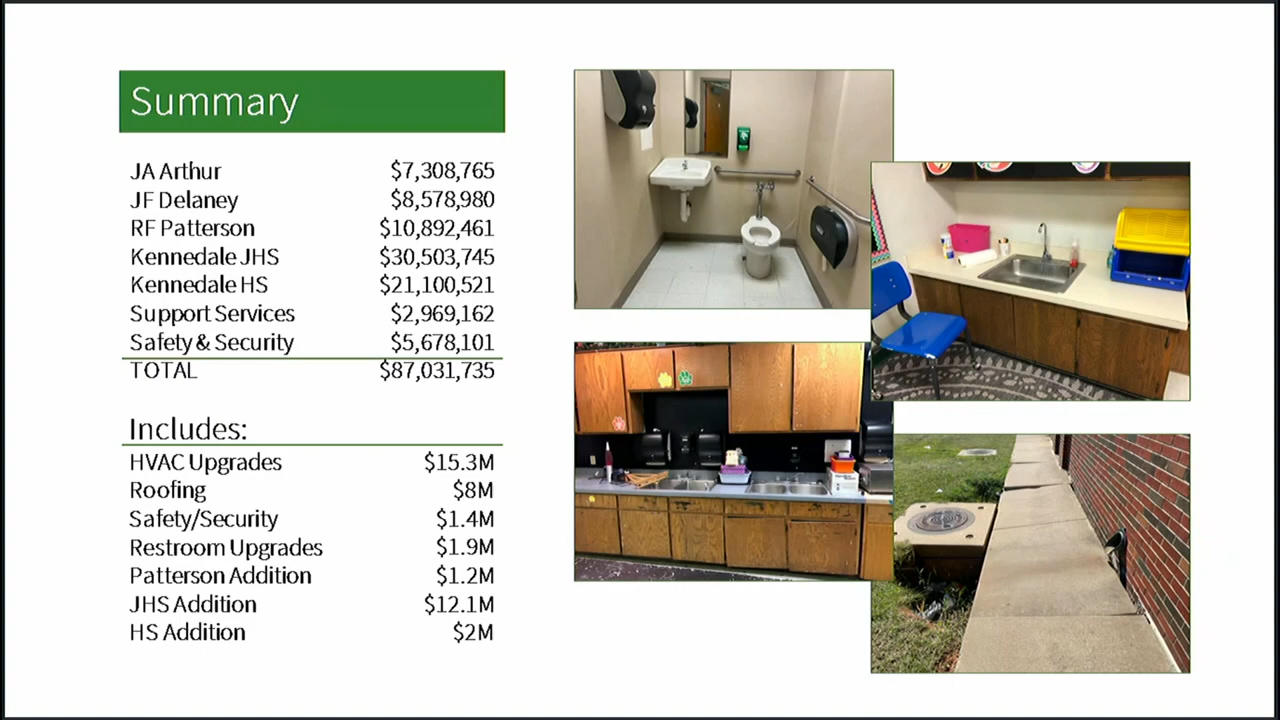 Summary
JA Arthur $7,308,765
JF Delaney $8,578,980
RF Patterson $10,892,461
Kennedale JHS $30,503,745
Kennedale HS $21,100,521
Support Services $2,969,162
Safety & Security $5,678,101
TOTAL $87,031,735
Includes:
HVAC Upgrades $15.3M
Roofing $8M
Safety/Security $1.4M
Restroom Upgrades $1.9M
Patterson Addition $1.2M
JHS Addition $12.1M
HS Addition $2M